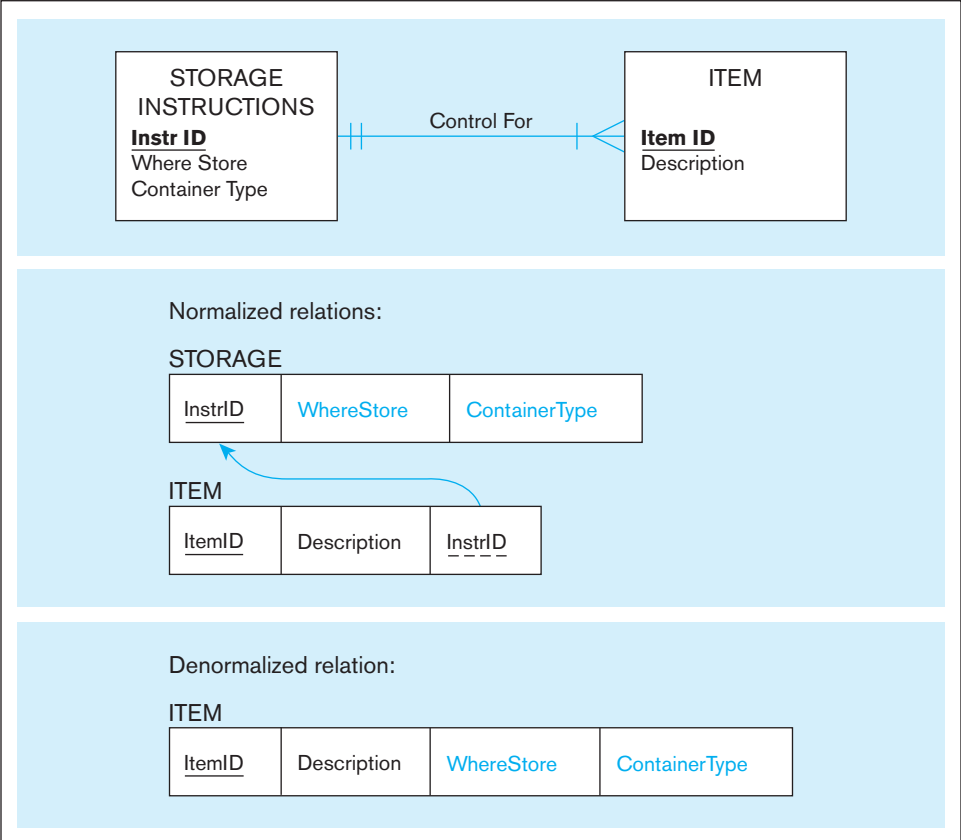 STORAGE
INSTRUCTIONS
Instr ID
Where Store
Container Type
Control For
ITEM
Item ID
Description
Normalized relations:
STORAGE
InstrID WhereStore ContainerType
ITEM
ItemID Description InstrID
Denormalized relation:
ITEM
ItemID Description WhereStore ContainerType